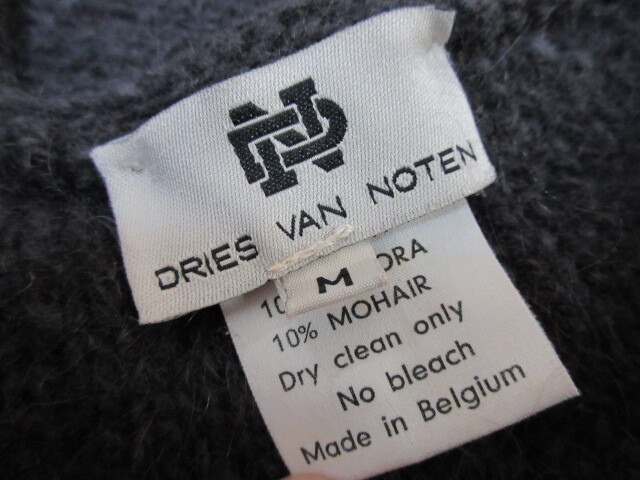 DRIES VAN NOTEN
M
10% MOHAIR
Dry clean only
No bleach
Made in Belgium